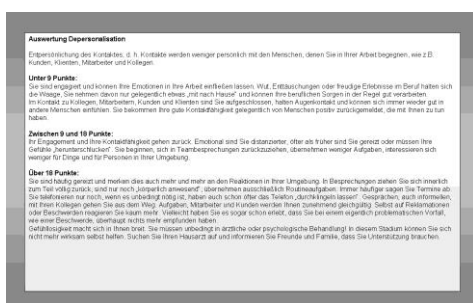 Auswertung Depersonalisation
Entpersönlichung des Kontaktes: d. h. Kontakte werden weniger persönlich mit den Menschen, denen Sie in Ihrer Arbeit begegnen, wie z.B.
Kunden, Klienten, Mitarbeiter und Kollegen.
Unter 9 Punkte:
Sie sind engagiert und können Ihre Emotionen in Ihre Arbeit einfließen lassen. Wut, Enttäuschungen oder freudige Erlebnisse im Beruf halten sich
die Waage, Sie nehmen davon nur gelegentlich etwas „mit nach Hause" und können Ihre beruflichen Sorgen in der Regel gut verarbeiten.
Im Kontakt zu Kollegen, Mitarbeitern, Kunden und Klienten sind Sie aufgeschlossen, halten Augenkontakt und können sich immer wieder gut in
andere Menschen einfühlen. Sie bekommen Ihre gute Kontaktfähigkeit gelegentlich von Menschen positiv zurückgemeldet, die mit Ihnen zu tun
haben.
Zwischen 9 und 18 Punkte:
Ihr Engagement und Ihre Kontaktfähigkeit gehen zurück. Emotional sind Sie distanzierter, öfter als früher sind Sie gereizt oder müssen Ihre
Gefühle „herunterschlucken". Sie beginnen, sich in Teambesprechungen zurückzuziehen, übernehmen weniger Aufgaben, interessieren sich
weniger für Dinge und für Personen in Ihrer Umgebung.
Über 18 Punkte:
Sie sind häufig gereizt und merken dies auch mehr und mehr an den Reaktionen in Ihrer Umgebung. In Besprechungen ziehen Sie sich innerlich
zum Teil völlig zurück, sind nur noch „körperlich anwesend", übernehmen ausschließlich Routineaufgaben. Immer häufiger sagen Sie Termine ab.
Sie telefonieren nur noch, wenn es unbedingt nötig ist, haben auch schon öfter das Telefon „durchklingeln lassen". Gesprächen, auch informellen,
mit Ihren Kollegen gehen Sie aus dem Weg. Aufgaben, Mitarbeiter und Kunden werden Ihnen zunehmend gleichgültig. Selbst auf Reklamationen
oder Beschwerden reagieren Sie kaum mehr. Vielleicht haben Sie es sogar schon erlebt, dass Sie bei einem eigentlich problematischen Vorfall,
wie einer Beschwerde, überhaupt nichts mehr empfunden haben.
Gefühllosigkeit macht sich in Ihnen breit. Sie müssen unbedingt in ärztliche oder psychologische Behandlung! In diesem Stadium können Sie sich
nicht mehr wirksam selbst helfen. Suchen Sie Ihren Hausarzt auf und informieren Sie Freunde und Familie, dass Sie Unterstützung brauchen.